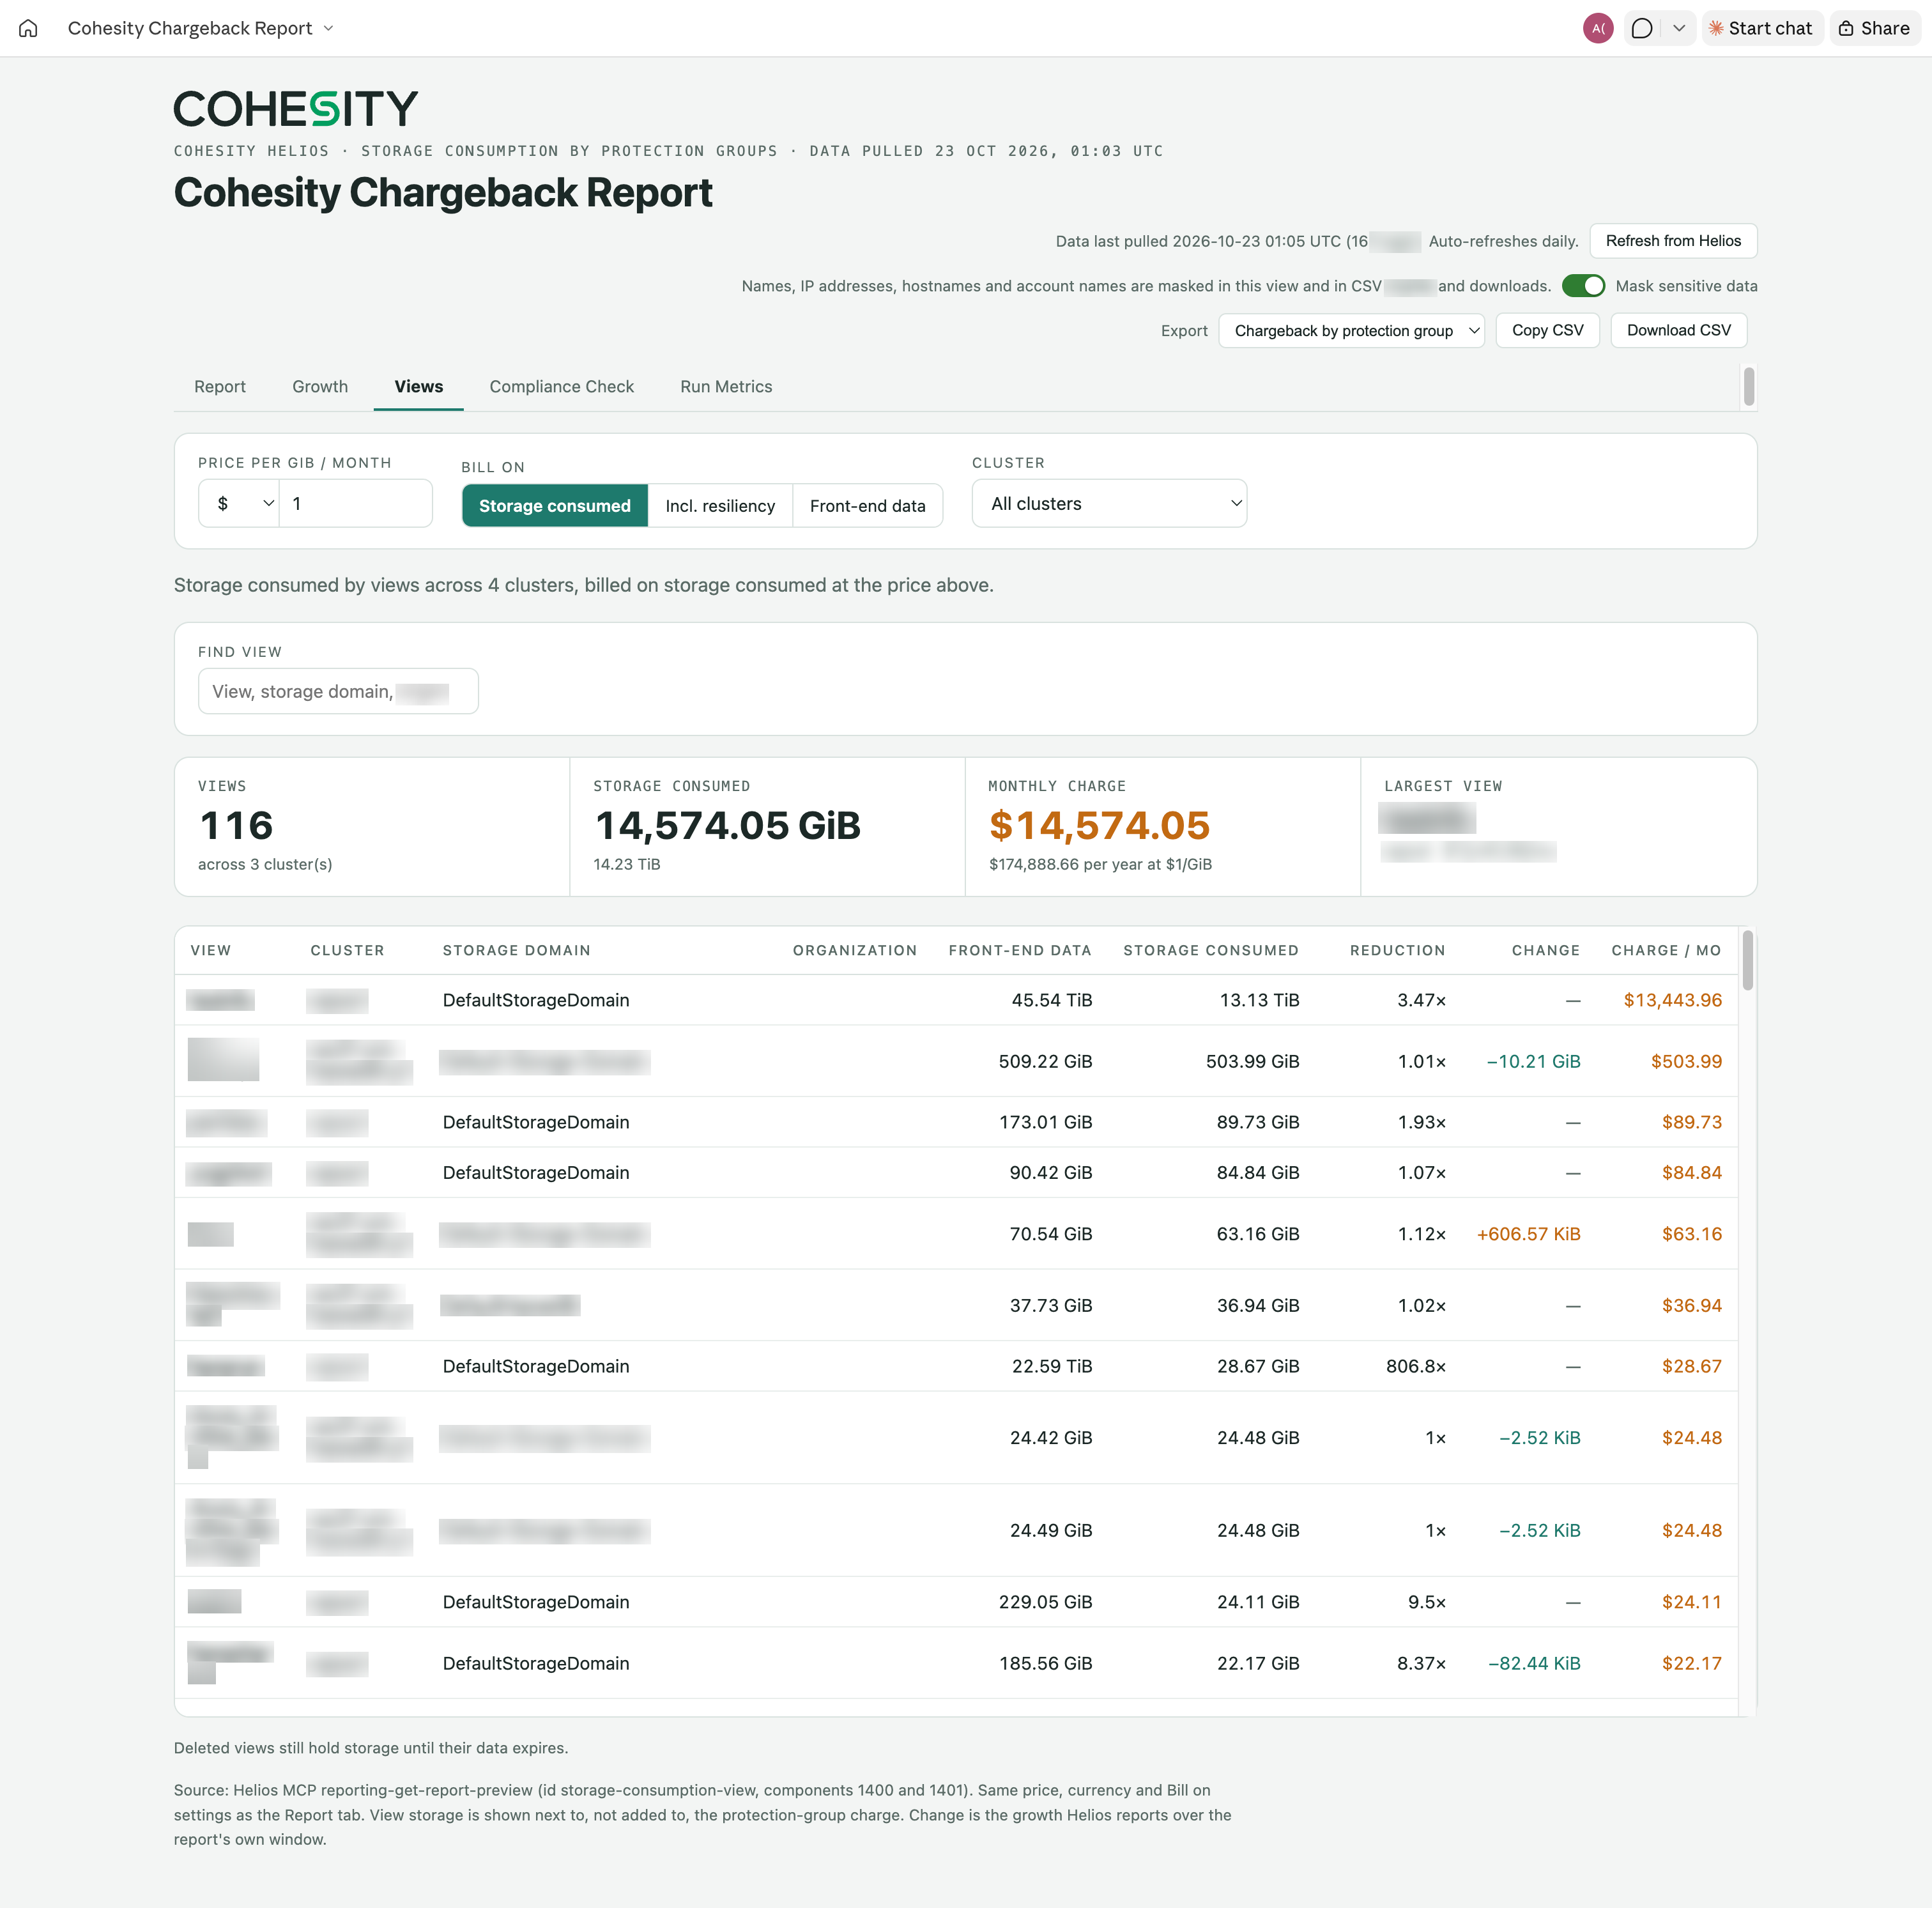 Cohesity Chargeback Report
A(
Start chat
Share
COHESITY
COHESITY HELIOS · STORAGE CONSUMPTION BY PROTECTION GROUPS · DATA PULLED 23 OCT 2026, 01:03 UTC
Cohesity Chargeback Report
Data last pulled 2026-10-23 01:05 UTC (16 Auto-refreshes daily. Refresh from Helios
Names, IP addresses, hostnames and account names are masked in this view and in CSV and downloads. Mask sensitive data
Export Chargeback by protection group Copy CSV Download CSV
Report Growth Views Compliance Check Run Metrics
PRICE PER GIB / MONTH BILL ON CLUSTER
$ 1 Storage consumed Incl. resiliency Front-end data All clusters
Storage consumed by views across 4 clusters, billed on storage consumed at the price above.
FIND VIEW
View, storage domain,
VIEWS STORAGE CONSUMED MONTHLY CHARGE LARGEST VIEW
116 14,574.05 GiB $14,574.05
across 3 cluster(s) 14.23 TiB $174,888.66 per year at $1/GiB
VIEW CLUSTER STORAGE DOMAIN ORGANIZATION FRONT-END DATA STORAGE CONSUMED REDUCTION CHANGE CHARGE / MO
DefaultStorageDomain 45.54 TiB 13.13 TiB 3.47× — $13,443.96
509.22 GiB 503.99 GiB 1.01× −10.21 GiB $503.99
DefaultStorageDomain 173.01 GiB 89.73 GiB 1.93× — $89.73
DefaultStorageDomain 90.42 GiB 84.84 GiB 1.07× — $84.84
70.54 GiB 63.16 GiB 1.12× +606.57 KiB $63.16
37.73 GiB 36.94 GiB 1.02× — $36.94
DefaultStorageDomain 22.59 TiB 28.67 GiB 806.8× — $28.67
24.42 GiB 24.48 GiB 1× −2.52 KiB $24.48
24.49 GiB 24.48 GiB 1× −2.52 KiB $24.48
DefaultStorageDomain 229.05 GiB 24.11 GiB 9.5× — $24.11
DefaultStorageDomain 185.56 GiB 22.17 GiB 8.37× −82.44 KiB $22.17
Deleted views still hold storage until their data expires.
Source: Helios MCP reporting-get-report-preview (id storage-consumption-view, components 1400 and 1401). Same price, currency and Bill on
settings as the Report tab. View storage is shown next to, not added to, the protection-group charge. Change is the growth Helios reports over the
report's own window.